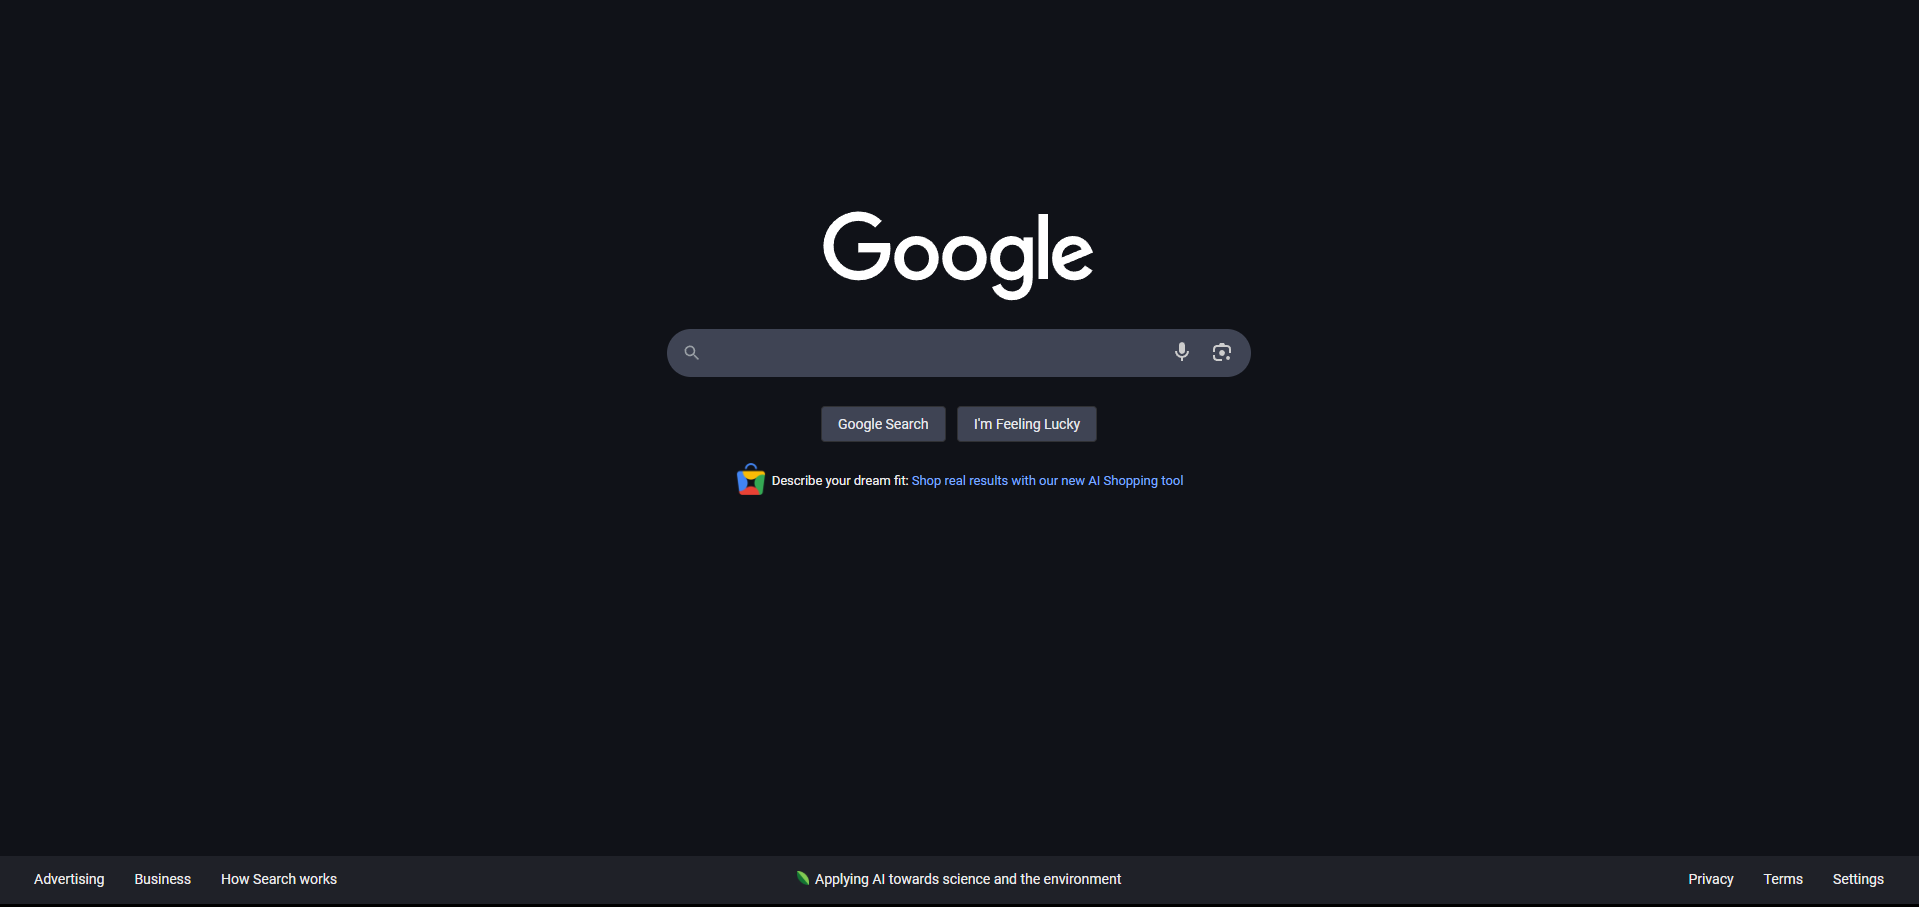 Google
Google Search
I'm Feeling Lucky
Describe your dream fit: Shop real results with our new AI Shopping tool
Advertising
Business
How Search works
Applying AI towards science and the environment
Privacy
Terms
Settings